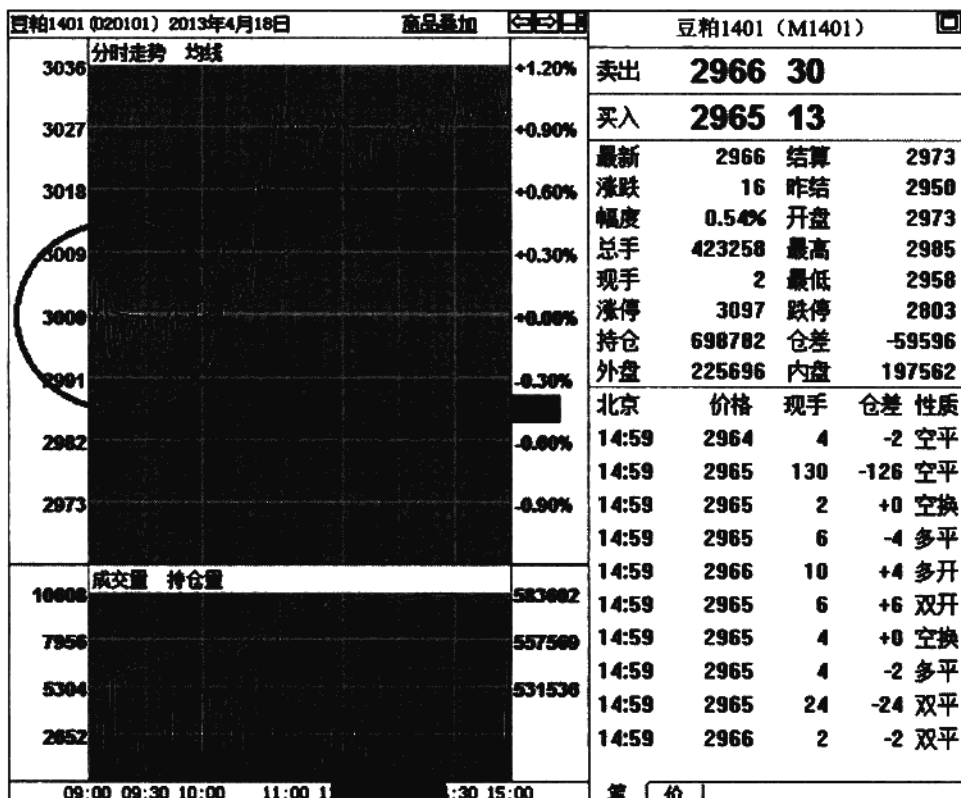 豆粕1401 (020101) 2013年4月18日 商品叠加
分时走势 均线
3036 +1.20%
3027 +0.90%
3018 +0.60%
3009 +0.30%
3000 +0.00%
2991 -0.30%
2982 -0.60%
2973 -0.90%
成交量 持仓量
10608 583602
7956 557569
5304 531536
2652
09:00 09:30 10:00 11:00 :30 15:00
豆粕1401（M1401）
卖出 2966 30
买入 2965 13
最新 2966 结算 2973
涨跌 16 昨结 2950
幅度 0.54% 开盘 2973
总手 423258 最高 2985
现手 2 最低 2958
涨停 3097 跌停 2803
持仓 698782 仓差 -59596
外盘 225696 内盘 197562
北京 价格 现手 仓差 性质
14:59 2964 4 -2 空平
14:59 2965 130 -126 空平
14:59 2965 2 +0 空换
14:59 2965 6 -4 多平
14:59 2966 10 +4 多开
14:59 2965 6 +6 双开
14:59 2965 4 +0 空换
14:59 2965 4 -2 多平
14:59 2965 24 -24 双平
14:59 2966 2 -2 双平
笔 价